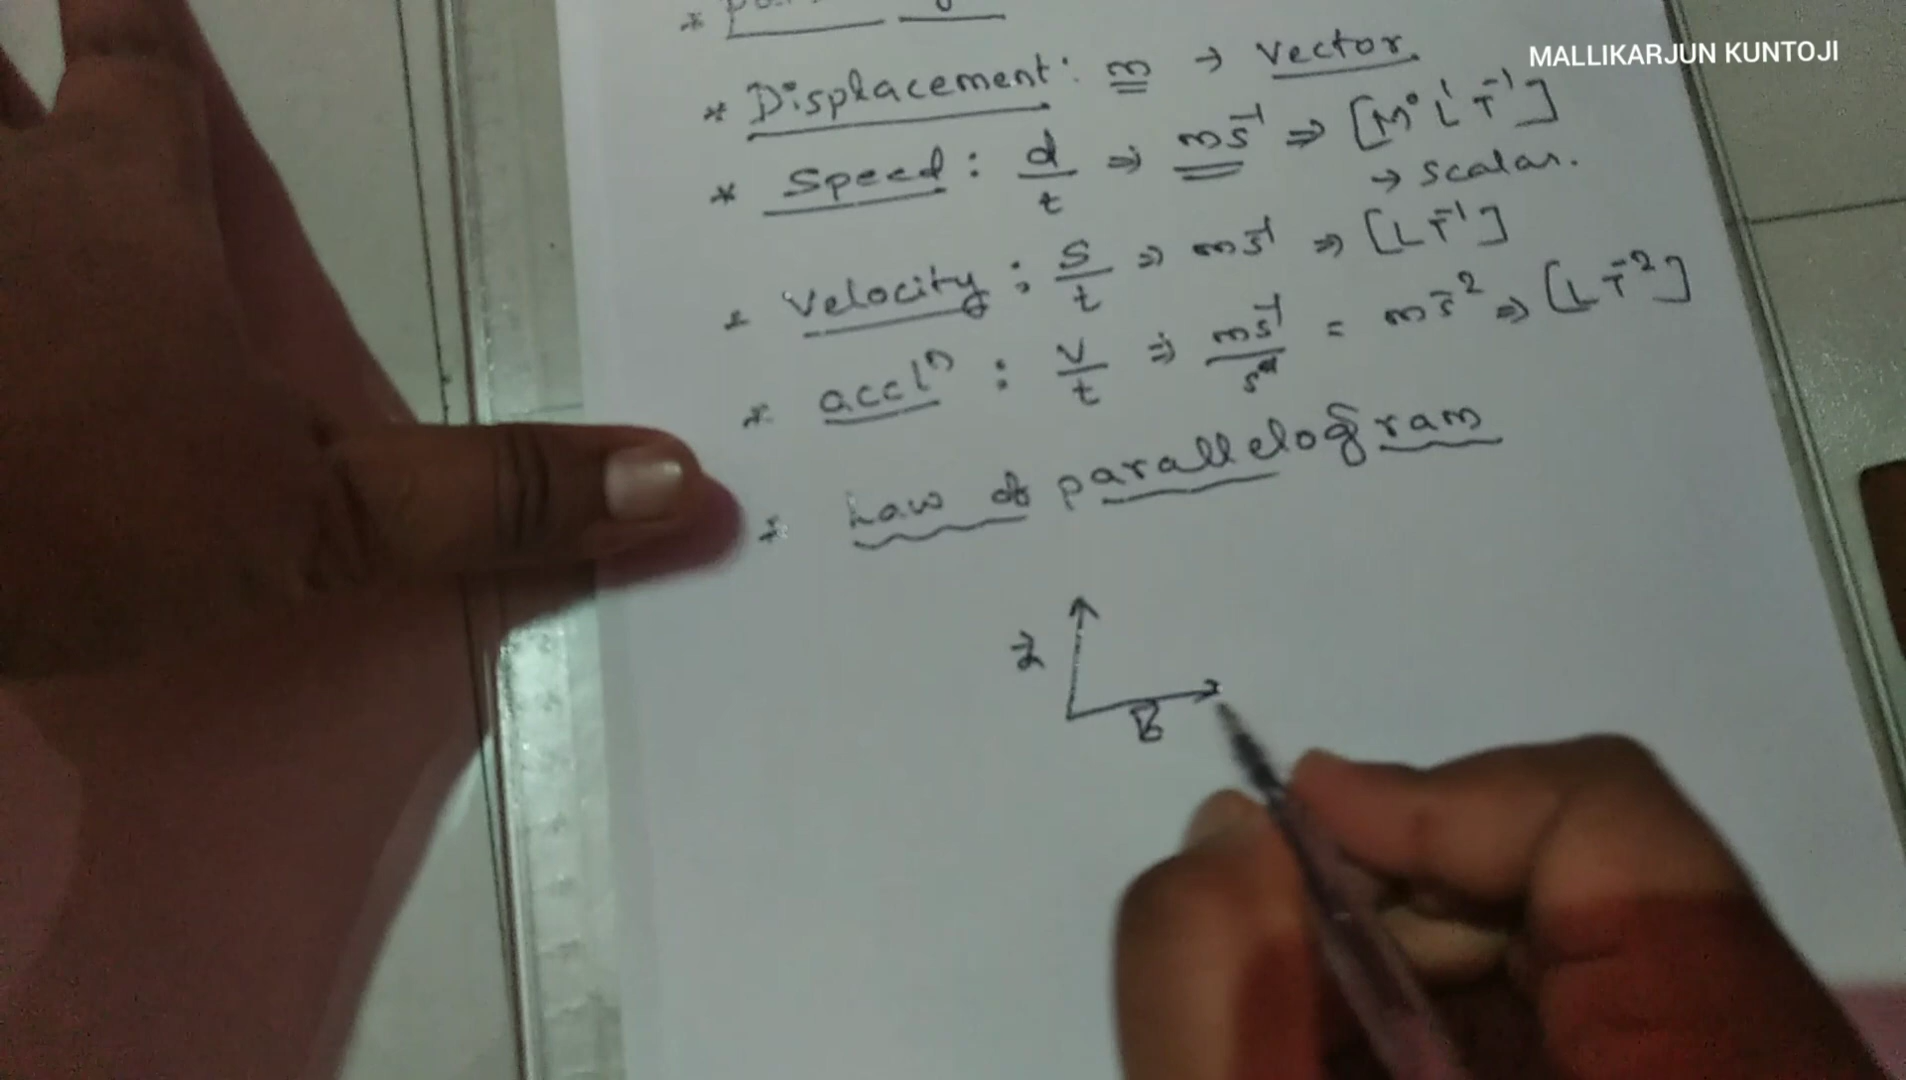 MALLIKARJUN KUNTOJI
* Displacement: m → vector.
* Speed : d/t ⇒ ms⁻¹ ⇒ [M⁰L¹T⁻¹]
→ scalar.
* Velocity : s/t ⇒ ms⁻¹ ⇒ [LT⁻¹]
* accln : v/t ⇒ ms⁻¹/s = ms⁻² ⇒ [LT⁻²]
* Law of parallelogram
B